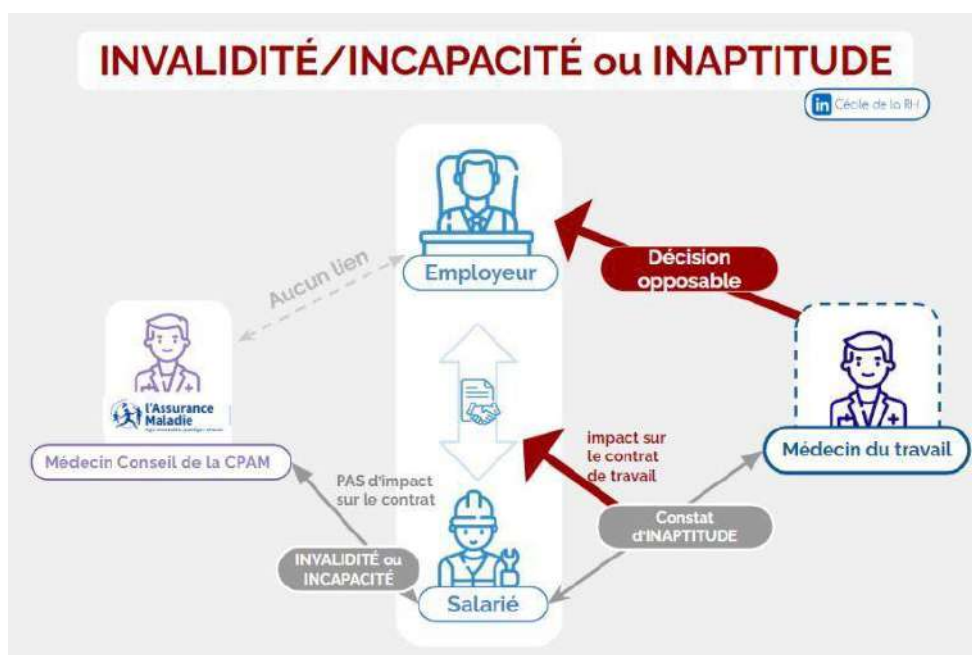 INVALIDITÉ/INCAPACITÉ ou INAPTITUDE
in Cécile de la RH
Employeur
Aucun lien
Décision
opposable
l'Assurance
Maladie
Médecin Conseil de la CPAM
Médecin du travail
impact sur
le contrat
de travail
PAS d'impact
sur le contrat
Constat
d'INAPTITUDE
INVALIDITÉ ou
INCAPACITÉ
Salarié